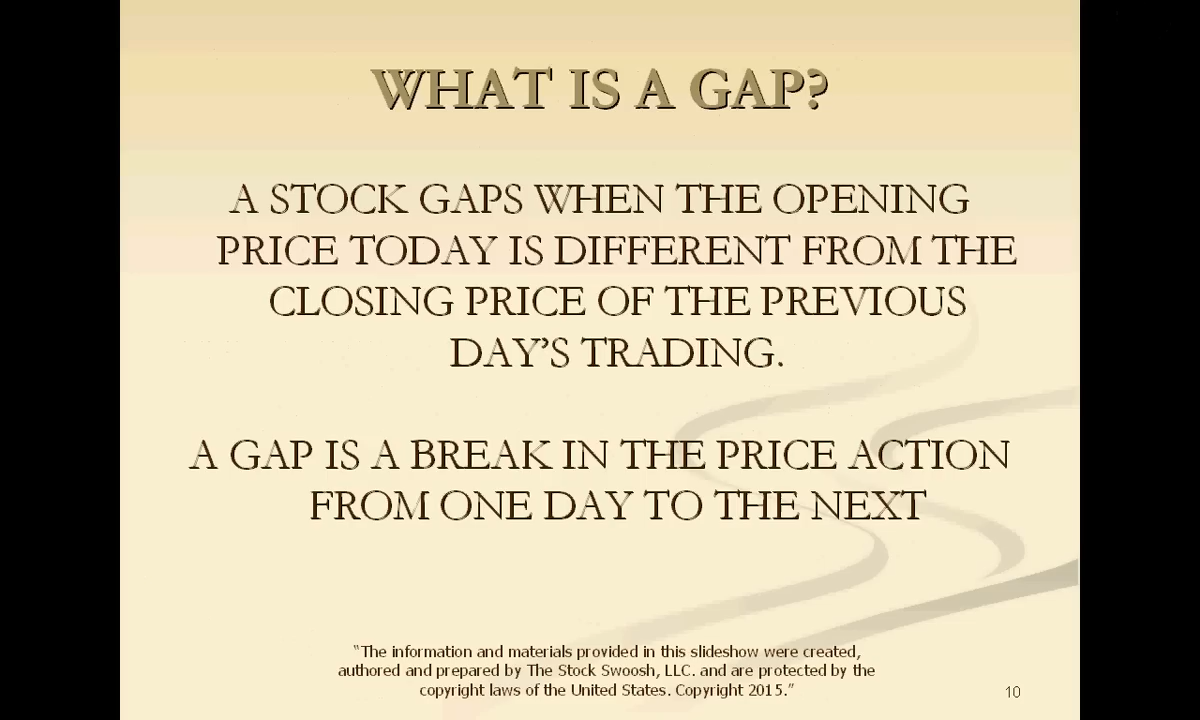 WHAT IS A GAP?
A STOCK GAPS WHEN THE OPENING
PRICE TODAY IS DIFFERENT FROM THE
CLOSING PRICE OF THE PREVIOUS
DAY’S TRADING.
A GAP IS A BREAK IN THE PRICE ACTION
FROM ONE DAY TO THE NEXT
“The information and materials provided in this slideshow were created,
authored and prepared by The Stock Swoosh, LLC. and are protected by the
copyright laws of the United States. Copyright 2015.”
10